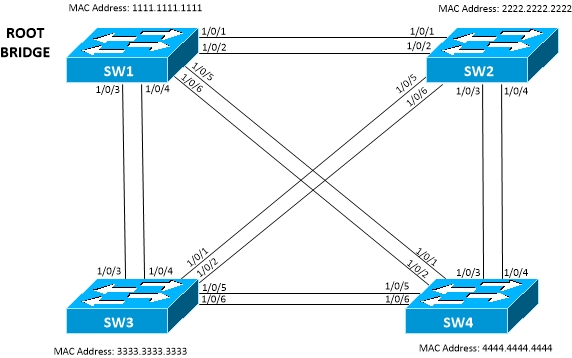 MAC Address: 1111.1111.1111
MAC Address: 2222.2222.2222
ROOT
BRIDGE
1/0/1
1/0/1
1/0/2
1/0/2
SW1
SW2
1/0/5
1/0/6
1/0/5
1/0/6
1/0/3
1/0/4
1/0/3
1/0/4
1/0/1
1/0/2
1/0/1
1/0/2
1/0/3
1/0/4
1/0/3
1/0/4
1/0/5
1/0/5
1/0/6
1/0/6
SW3
SW4
MAC Address: 3333.3333.3333
MAC Address: 4444.4444.4444